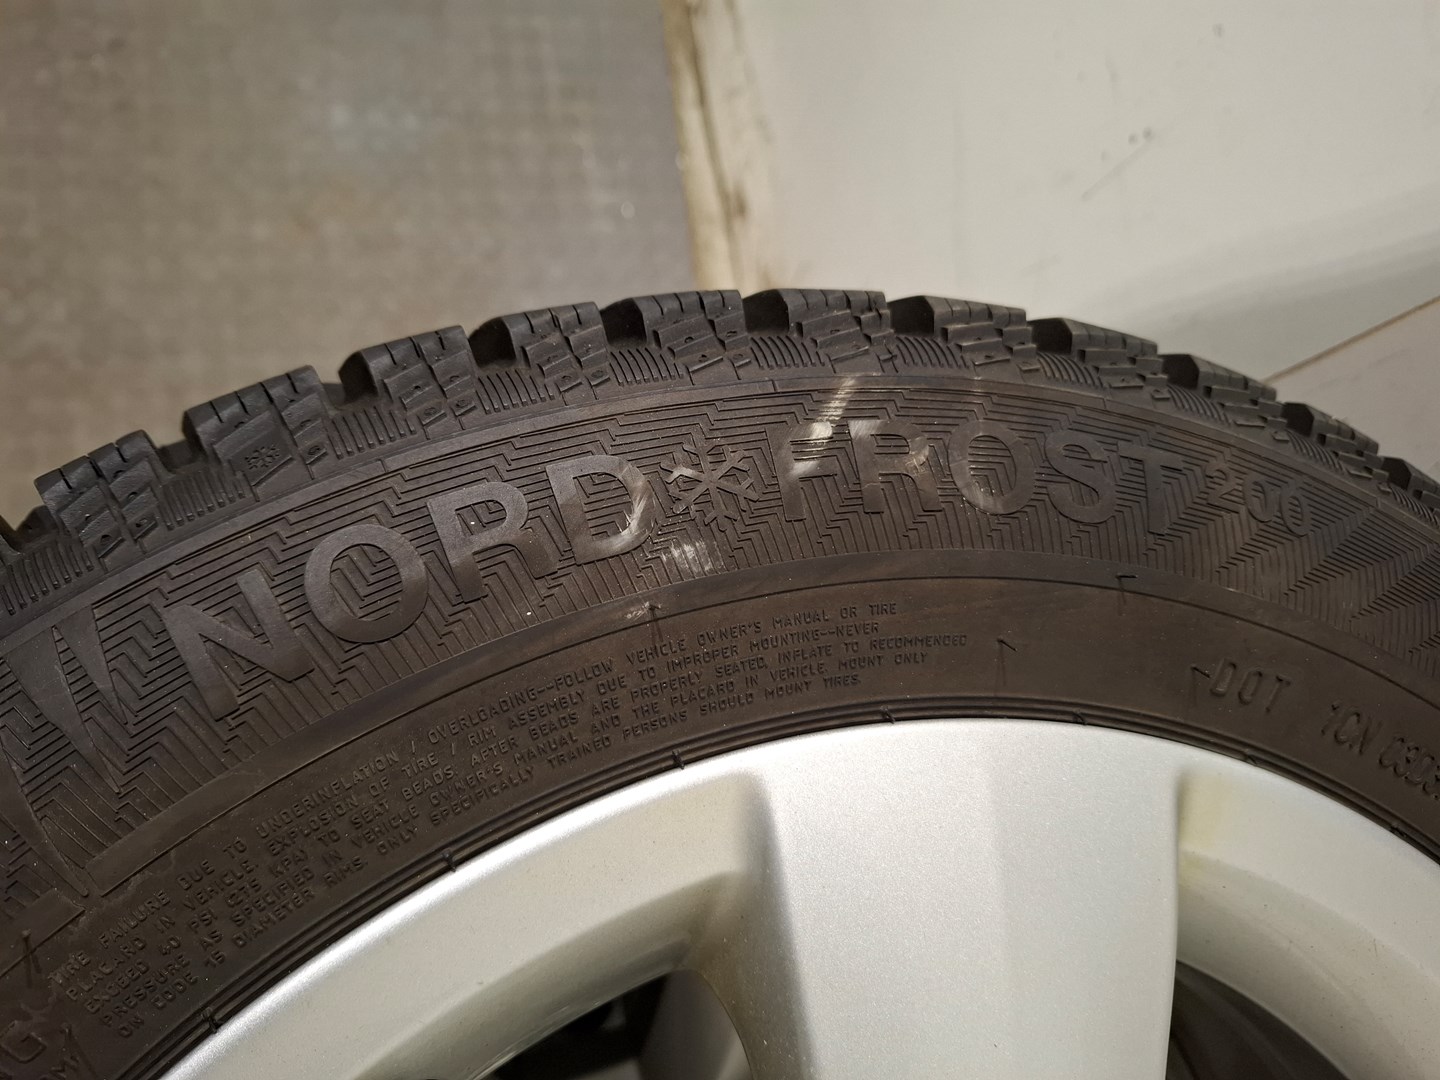 NORD FROST 200
TIRE FAILURE DUE TO UNDERINFLATION / OVERLOADING--FOLLOW VEHICLE OWNER'S MANUAL OR TIRE
PLACARD IN VEHICLE. EXPLOSION OF TIRE / RIM ASSEMBLY DUE TO IMPROPER MOUNTING--NEVER
EXCEED 40 PSI (275 KPA) TO SEAT BEADS. AFTER BEADS ARE PROPERLY SEATED, INFLATE TO RECOMMENDED
PRESSURE AS SPECIFIED IN VEHICLE OWNER'S MANUAL AND THE PLACARD IN VEHICLE. MOUNT ONLY
ON CODE 15 DIAMETER RIMS. ONLY SPECIFICALLY TRAINED PERSONS SHOULD MOUNT TIRES.
DOT 1CN